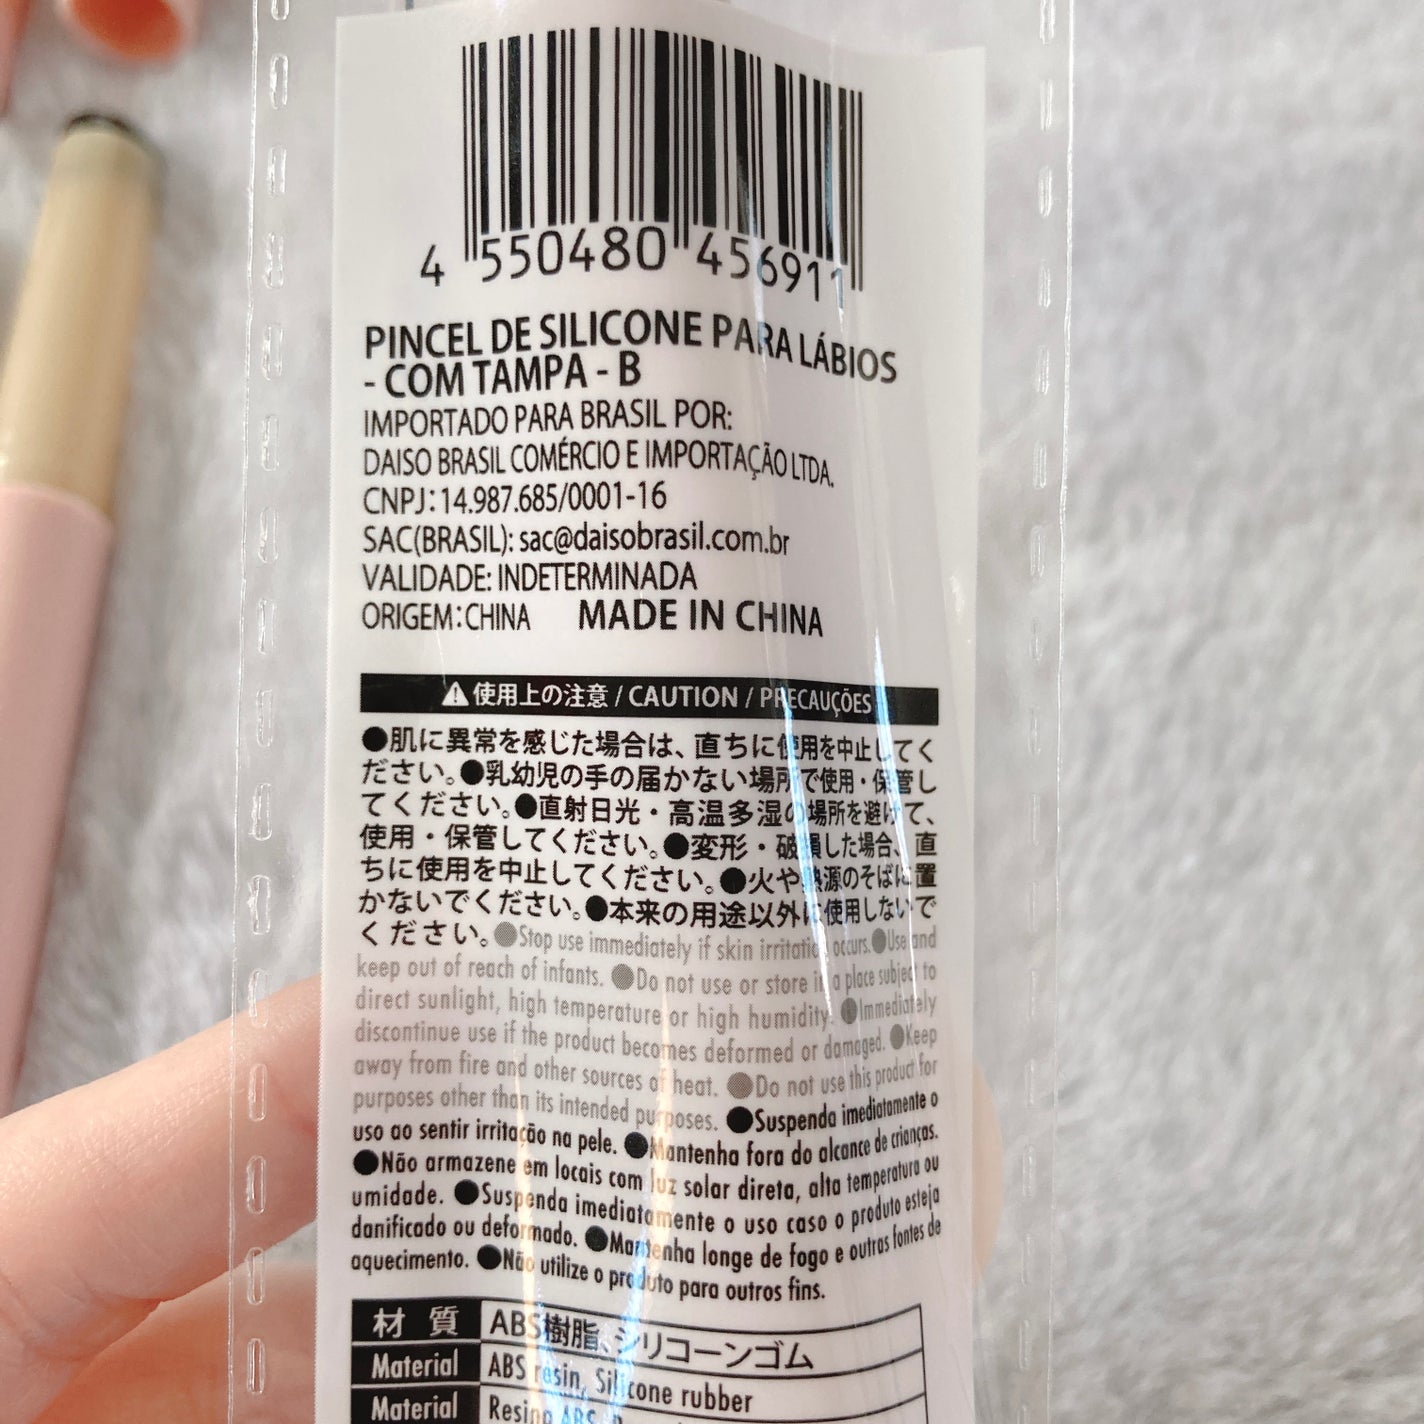 4 550480 456911
PINCEL DE SILICONE PARA LÁBIOS
- COM TAMPA - B
IMPORTADO PARA BRASIL POR:
DAISO BRASIL COMÉRCIO E IMPORTAÇÃO LTDA.
CNPJ: 14.987.685/0001-16
SAC(BRASIL): sac@daisobrasil.com.br
VALIDADE: INDETERMINADA
ORIGEM: CHINA MADE IN CHINA
⚠使用上の注意 / CAUTION / PRECAUÇÕES
●肌に異常を感じた場合は、直ちに使用を中止してく
ださい。●乳幼児の手の届かない場所で使用・保管し
てください。●直射日光・高温多湿の場所を避けて、
使用・保管してください。●変形・破損した場合、直
ちに使用を中止してください。●火や熱源のそばに置
かないでください。●本来の用途以外に使用しないで
ください。●Stop use immediately if skin irritation occurs.●Use and
keep out of reach of infants. ●Do not use or store in a place subject to
direct sunlight, high temperature or high humidity. ●Immediately
discontinue use if the product becomes deformed or damaged. ●Keep
away from fire and other sources of heat. ●Do not use this product for
purposes other than its intended purposes. ●Suspenda imediatamente o
uso ao sentir irritação na pele. ●Mantenha fora do alcance de crianças.
●Não armazene em locais com luz solar direta, alta temperatura ou
umidade. ●Suspenda imediatamente o uso caso o produto esteja
danificado ou deformado. ●Mantenha longe de fogo e outras fontes de
aquecimento. ●Não utilize o produto para outros fins.
材 質 ABS樹脂、シリコーンゴム
Material ABS resin, Silicone rubber
Material Resina ABS,